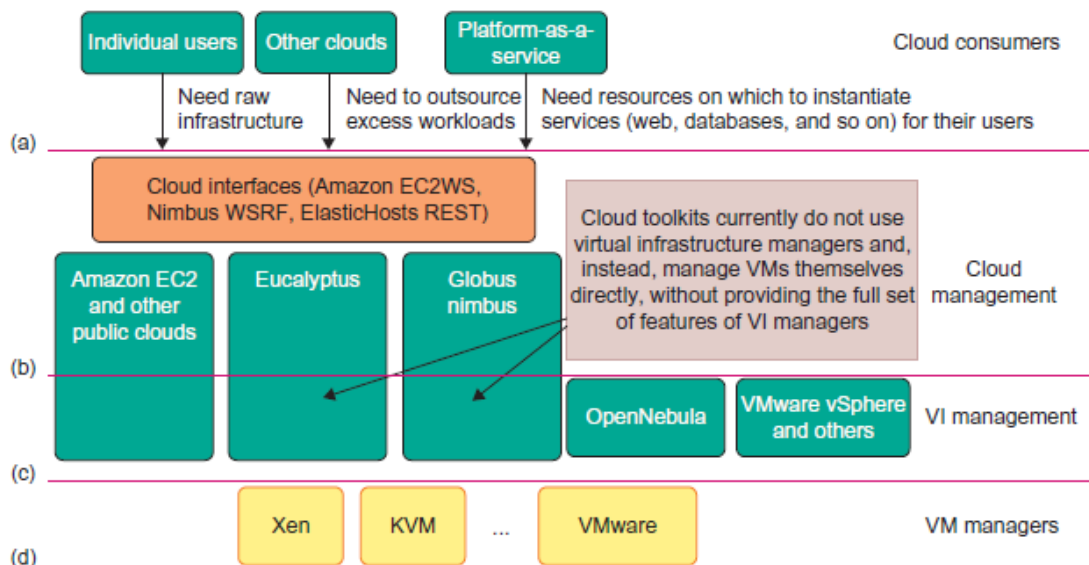 Individual users
Other clouds
Platform-as-a-
service
Cloud consumers
Need raw
infrastructure
Need to outsource
excess workloads
Need resources on which to instantiate
services (web, databases, and so on) for their users
(a)
Cloud interfaces (Amazon EC2WS,
Nimbus WSRF, ElasticHosts REST)
Cloud toolkits currently do not use
virtual infrastructure managers and,
instead, manage VMs themselves
directly, without providing the full set
of features of VI managers
Cloud
management
Amazon EC2
and other
public clouds
Eucalyptus
Globus
nimbus
(b)
OpenNebula
VMware vSphere
and others
VI management
(c)
Xen
KVM
...
VMware
VM managers
(d)